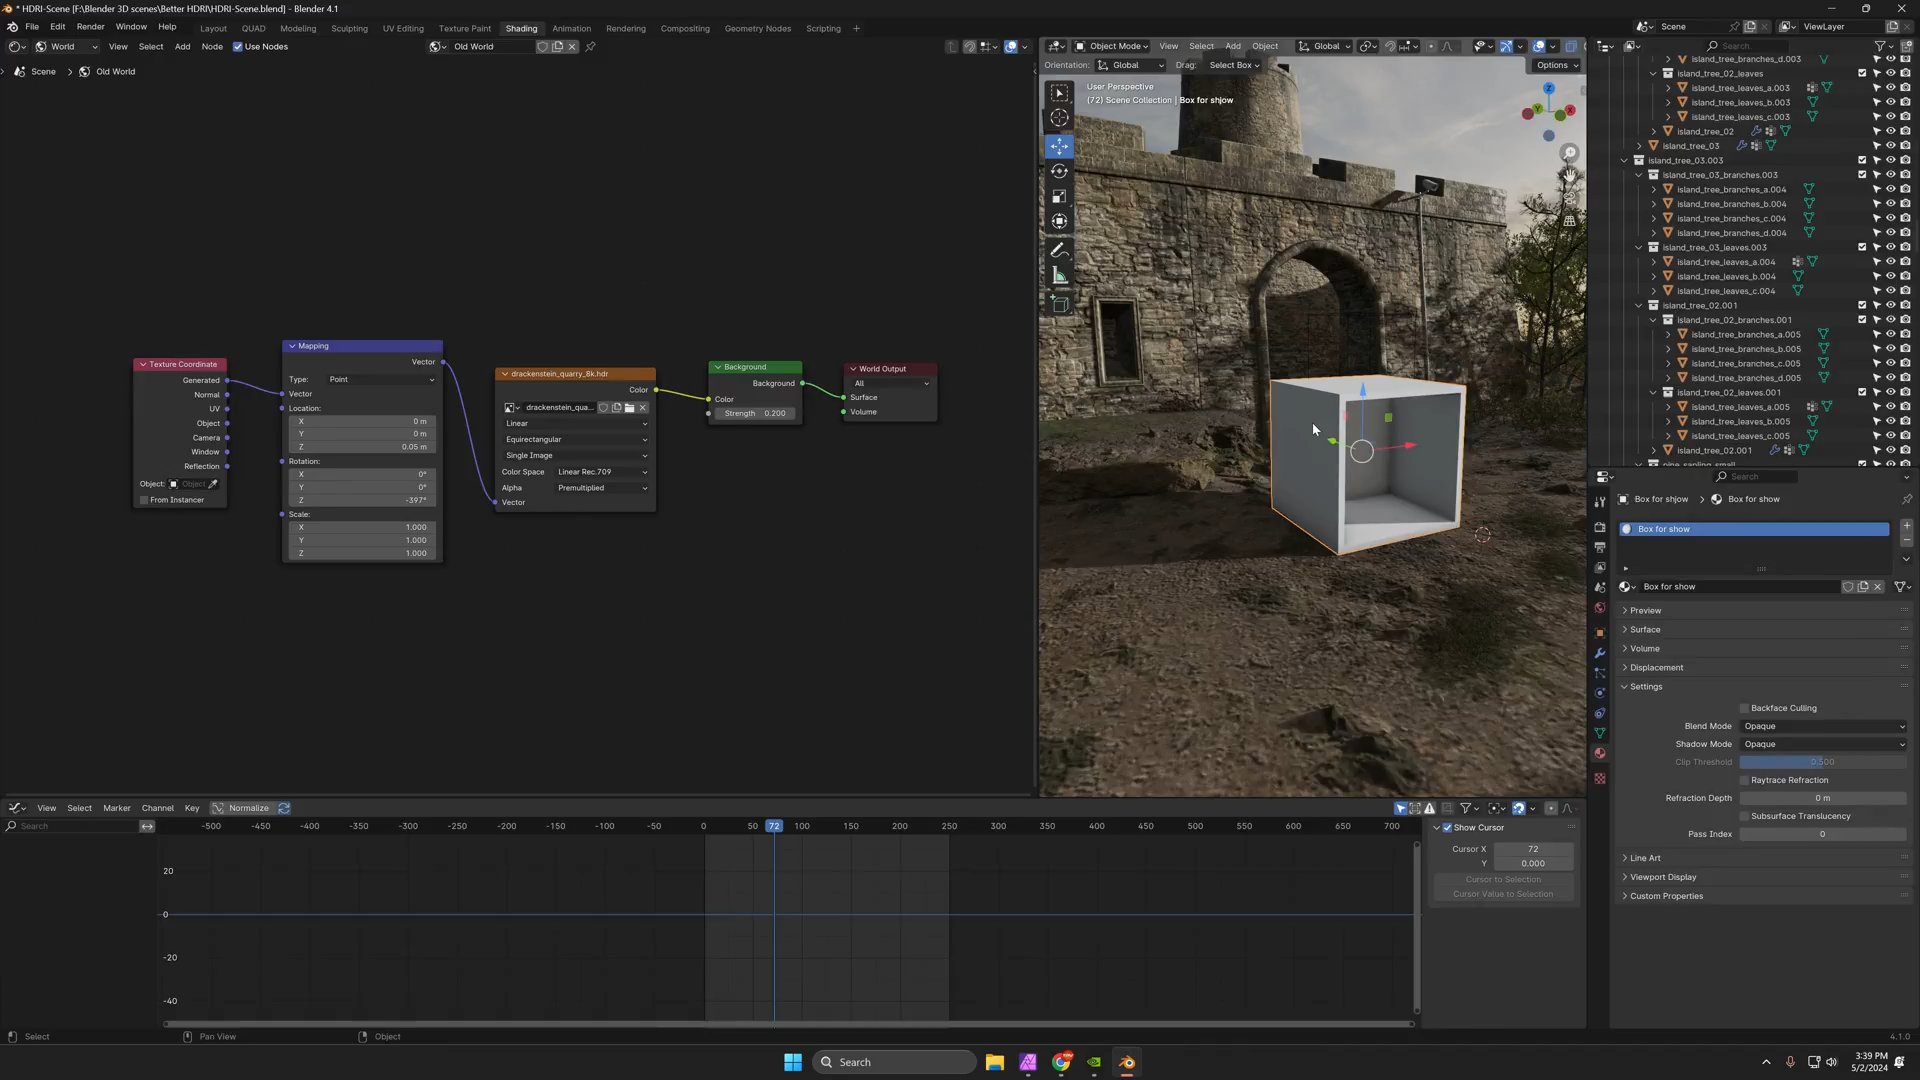 * HDRI-Scene [F:\Blender 3D scenes\Better HDRI\HDRI-Scene.blend] - Blender 4.1
File Edit Render Window Help Layout QUAD Modeling Sculpting UV Editing Texture Paint Shading Animation Rendering Compositing Geometry Nodes Scripting + Scene ViewLayer
World View Select Add Node Use Nodes Old World
Scene > Old World
Object Mode View Select Add Object Global
Orientation: Global Drag: Select Box Options
User Perspective
(72) Scene Collection | Box for shjow
Z
Y
X
Texture Coordinate
Generated
Normal
UV
Object
Camera
Window
Reflection
Object: Object
From Instancer
Mapping
Vector
Type: Point
Vector
Location:
X 0 m
Y 0 m
Z 0.05 m
Rotation:
X 0°
Y 0°
Z -397°
Scale:
X 1.000
Y 1.000
Z 1.000
drackenstein_quarry_8k.hdr
Color
drackenstein_qua...
Linear
Equirectangular
Single Image
Color Space Linear Rec.709
Alpha Premultiplied
Vector
Background
Background
Color
Strength 0.200
World Output
All
Surface
Volume
Search
island_tree_branches_d.003
island_tree_02_leaves
island_tree_leaves_a.003
island_tree_leaves_b.003
island_tree_leaves_c.003
island_tree_02
island_tree_03
island_tree_03.003
island_tree_03_branches.003
island_tree_branches_a.004
island_tree_branches_b.004
island_tree_branches_c.004
island_tree_branches_d.004
island_tree_03_leaves.003
island_tree_leaves_a.004
island_tree_leaves_b.004
island_tree_leaves_c.004
island_tree_02.001
island_tree_02_branches.001
island_tree_branches_a.005
island_tree_branches_b.005
island_tree_branches_c.005
island_tree_branches_d.005
island_tree_02_leaves.001
island_tree_leaves_a.005
island_tree_leaves_b.005
island_tree_leaves_c.005
island_tree_02.001
pine_sapling_small
Search
Box for shjow > Box for show
Box for show
Box for show
Preview
Surface
Volume
Displacement
Settings
Backface Culling
Blend Mode Opaque
Shadow Mode Opaque
Clip Threshold 0.500
Raytrace Refraction
Refraction Depth 0 m
Subsurface Translucency
Pass Index 0
Line Art
Viewport Display
Custom Properties
View Select Marker Channel Key Normalize
Search
-500 -450 -400 -350 -300 -250 -200 -150 -100 -50 0 50 72 100 150 200 250 300 350 400 450 500 550 600 650 700
20
0
-20
-40
Show Cursor
Cursor X 72
Y 0.000
Cursor to Selection
Cursor Value to Selection
Select Pan View Object 4.1.0
Search
3:39 PM
5/2/2024